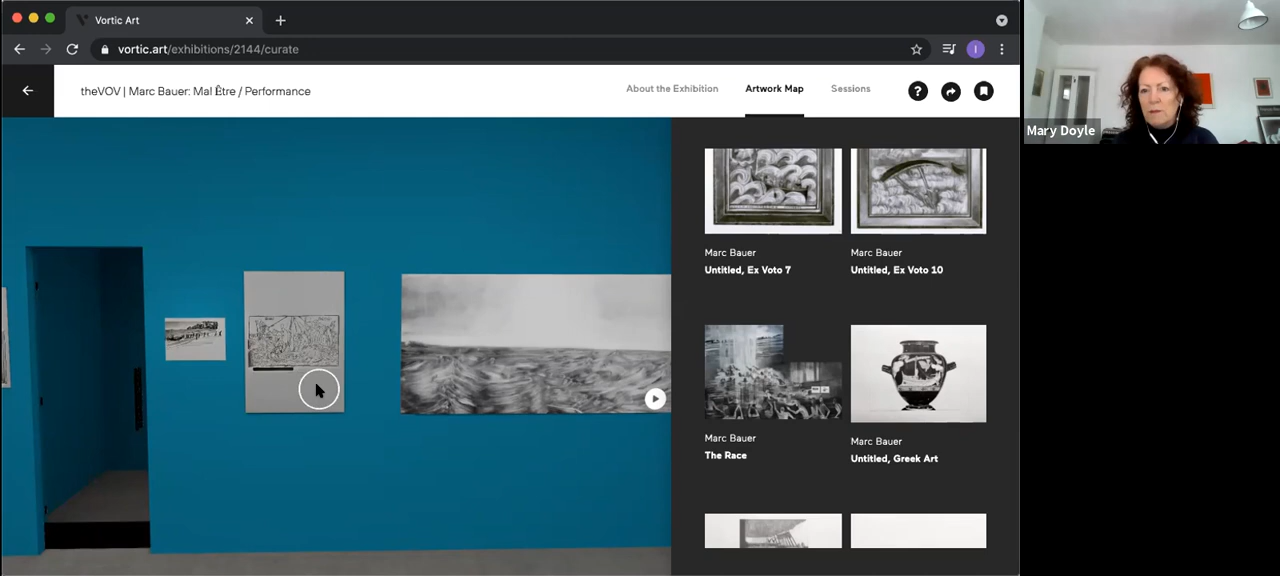 Vortic Art
vortic.art/exhibitions/2144/curate
I
theVOV | Marc Bauer: Mal Être / Performance
About the Exhibition
Artwork Map
Sessions
?
Marc Bauer
Untitled, Ex Voto 7
Marc Bauer
Untitled, Ex Voto 10
Marc Bauer
The Race
Marc Bauer
Untitled, Greek Art
Mary Doyle